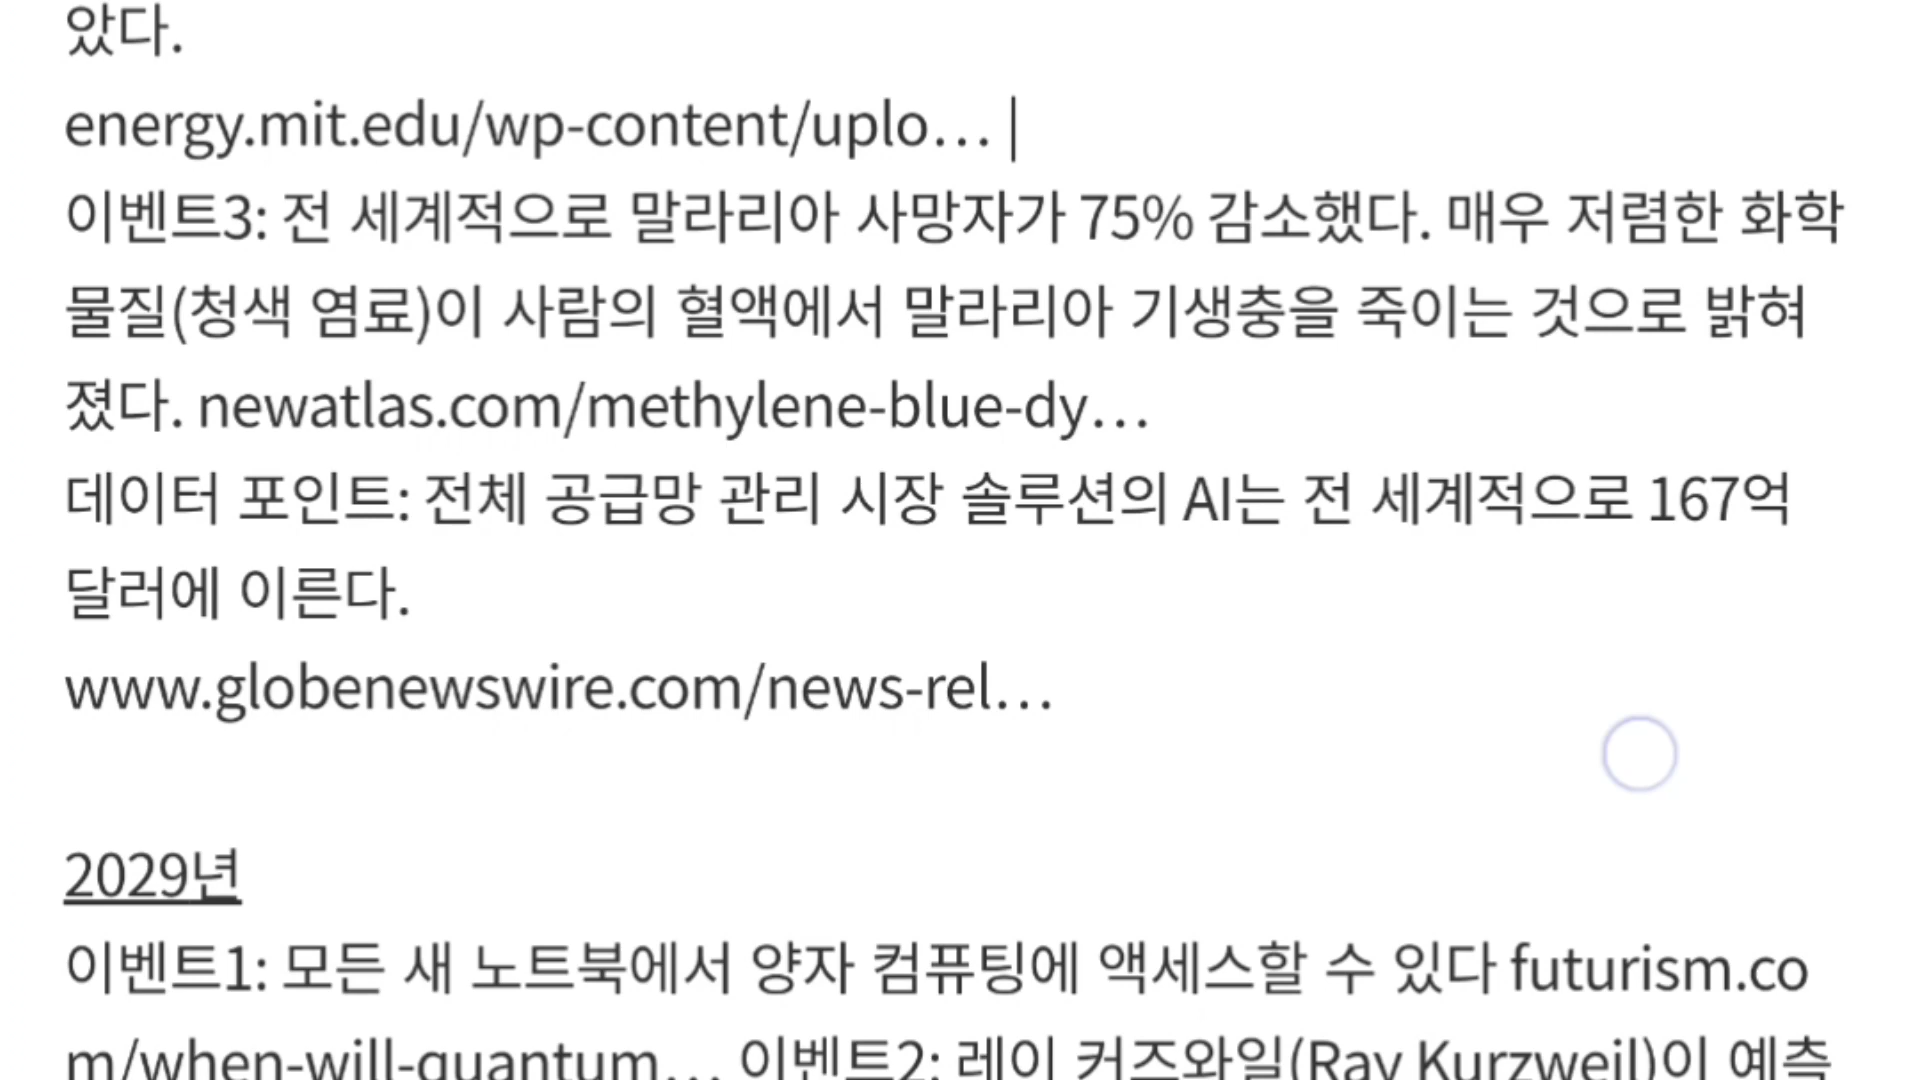 았다.
energy.mit.edu/wp-content/uplo… |
이벤트3: 전 세계적으로 말라리아 사망자가 75% 감소했다. 매우 저렴한 화학
물질(청색 염료)이 사람의 혈액에서 말라리아 기생충을 죽이는 것으로 밝혀
졌다. newatlas.com/methylene-blue-dy…
데이터 포인트: 전체 공급망 관리 시장 솔루션의 AI는 전 세계적으로 167억
달러에 이른다.
www.globenewswire.com/news-rel…
2029년
이벤트1: 모든 새 노트북에서 양자 컴퓨팅에 액세스할 수 있다 futurism.co
m/when-will-quantum… 이벤트2: 레이 커즈와일(Ray Kurzweil)이 예측